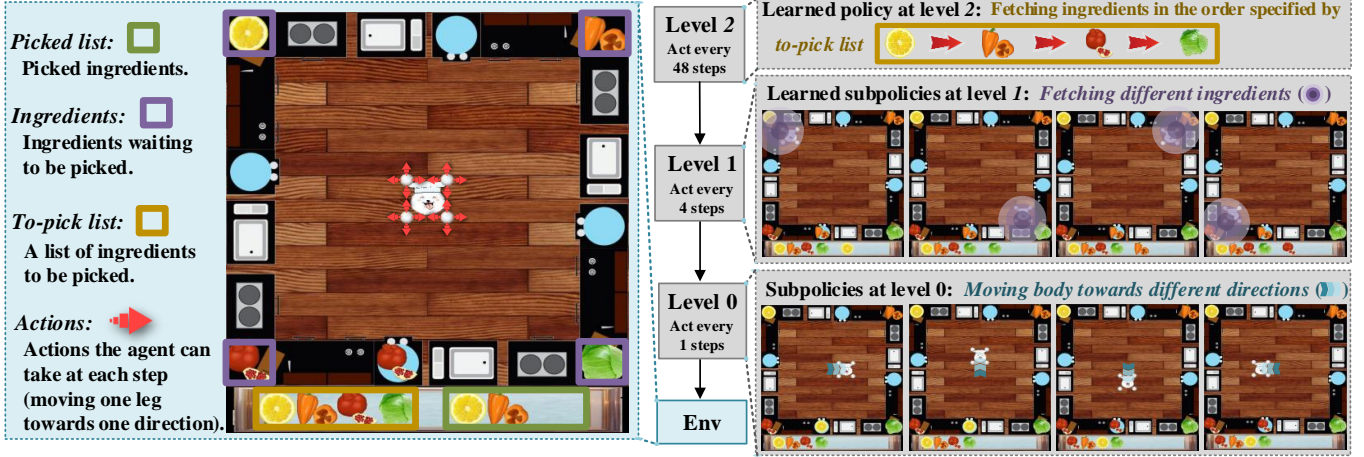 Picked list:
Picked ingredients.
Ingredients:
Ingredients waiting
to be picked.
To-pick list:
A list of ingredients
to be picked.
Actions:
Actions the agent can
take at each step
(moving one leg
towards one direction).
Level 2
Act every
48 steps
Level 1
Act every
4 steps
Level 0
Act every
1 steps
Env
Learned policy at level 2: Fetching ingredients in the order specified by
to-pick list
Learned subpolicies at level 1: Fetching different ingredients ( )
Subpolicies at level 0: Moving body towards different directions ( )